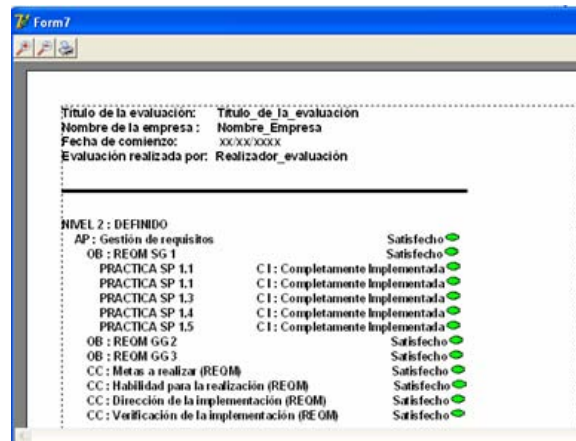 Form7
Título de la evaluación: Título_de_la_evaluación
Nombre de la empresa : Nombre_Empresa
Fecha de comienzo: xx/xx/xxxx
Evaluación realizada por: Realizador_evaluación
NIVEL 2 : DEFINIDO
AP : Gestión de requisitos Satisfecho
OB : REQM SG 1 Satisfecho
PRACTICA SP 1.1 C I : Completamente Implementada
PRACTICA SP 1.1 C I : Completamente Implementada
PRACTICA SP 1.3 C I : Completamente Implementada
PRACTICA SP 1.4 C I : Completamente Implementada
PRACTICA SP 1.5 C I : Completamente Implementada
OB : REQM GG 2 Satisfecho
OB : REQM GG 3 Satisfecho
CC : Metas a realizar (REQM) Satisfecho
CC : Habilidad para la realización (REQM) Satisfecho
CC : Dirección de la implementación (REQM) Satisfecho
CC : Verificación de la implementación (REQM) Satisfecho